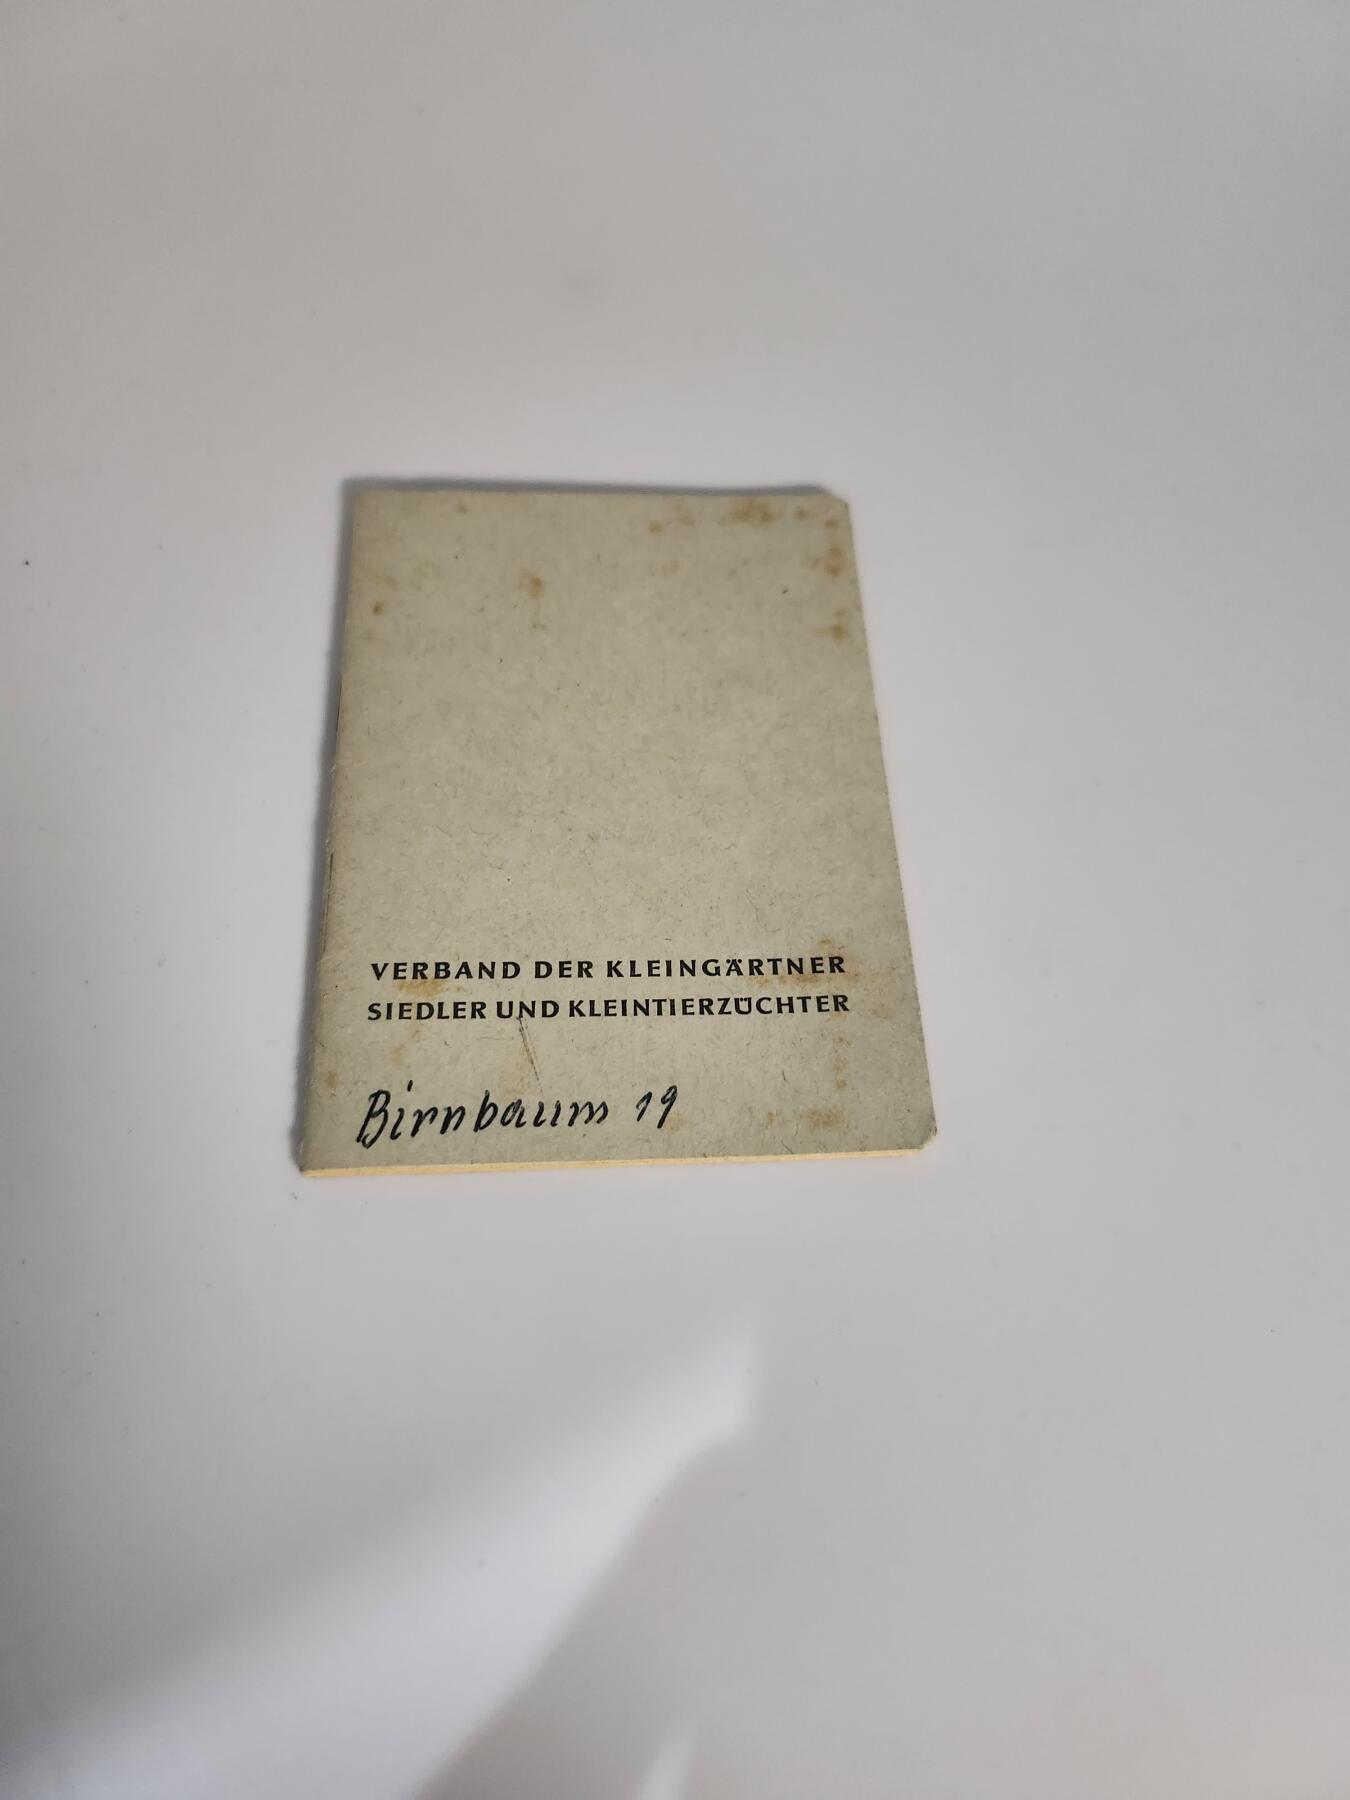 VERBAND DER KLEINGÄRTNER
SIEDLER UND KLEINTIERZÜCHTER
Birnbaum 19